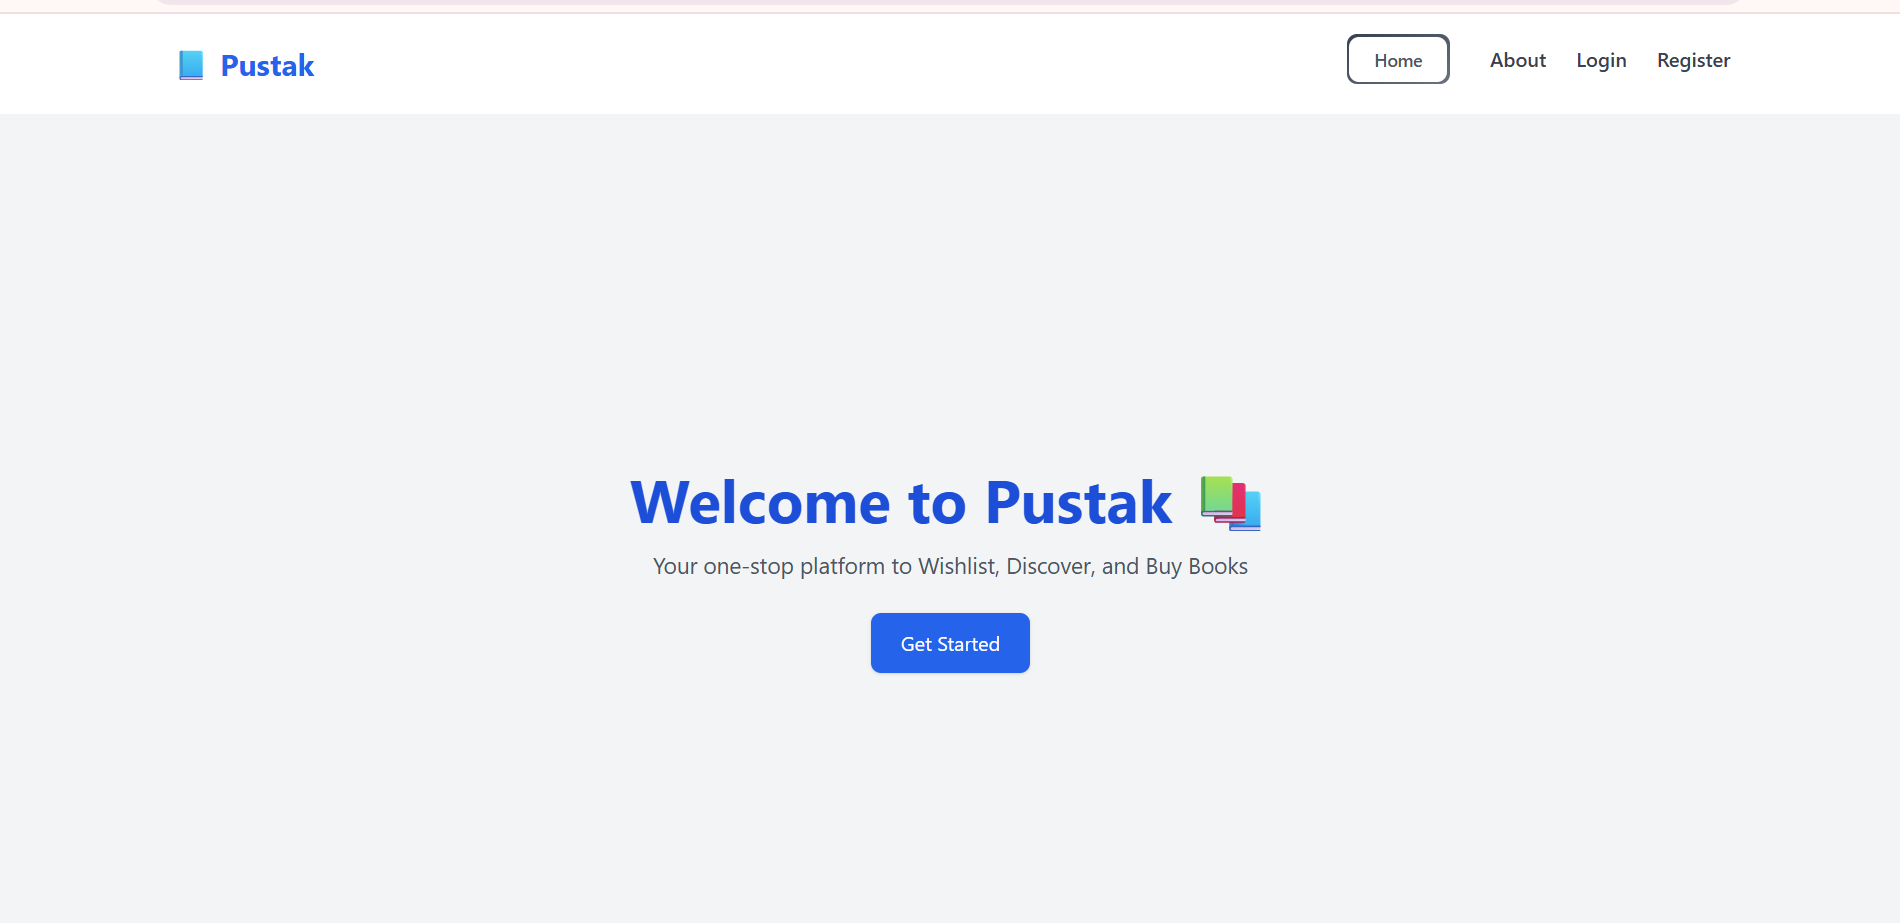 Pustak
Home About Login Register
Welcome to Pustak
Your one-stop platform to Wishlist, Discover, and Buy Books
Get Started